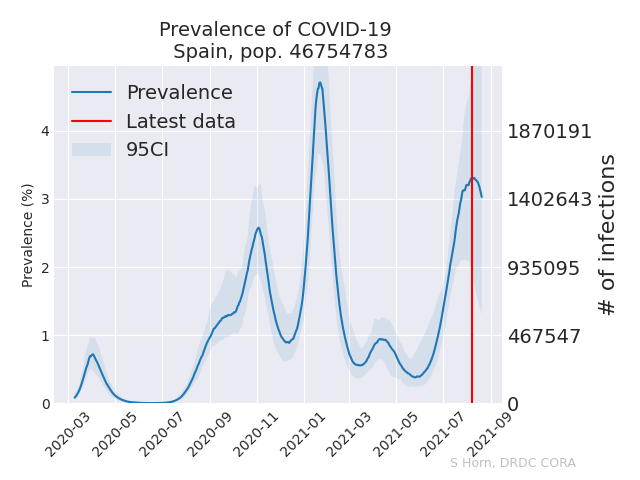 Prevalence of COVID-19
Spain, pop. 46754783
Prevalence
Latest data
95CI
Prevalence (%)
4
3
2
1
0
1870191
1402643
935095
467547
0
# of infections
2020-03
2020-05
2020-07
2020-09
2020-11
2021-01
2021-03
2021-05
2021-07
2021-09
S Horn, DRDC CORA